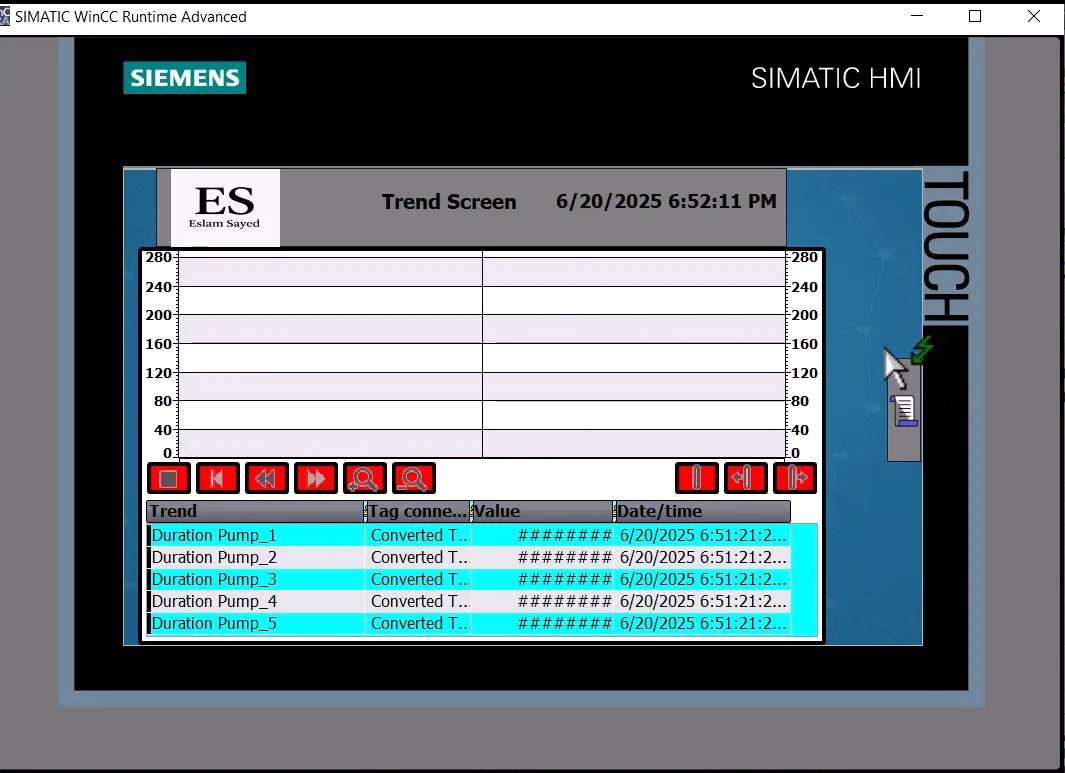 SIMATIC WinCC Runtime Advanced
SIEMENS
SIMATIC HMI
TOUCH
ES
Eslam Sayed
Trend Screen 6/20/2025 6:52:11 PM
280 280
240 240
200 200
160 160
120 120
80 80
40 40
0 0
Trend Tag conne... Value Date/time
Duration Pump_1 Converted T... ######## 6/20/2025 6:51:21:2...
Duration Pump_2 Converted T... ######## 6/20/2025 6:51:21:2...
Duration Pump_3 Converted T... ######## 6/20/2025 6:51:21:2...
Duration Pump_4 Converted T... ######## 6/20/2025 6:51:21:2...
Duration Pump_5 Converted T... ######## 6/20/2025 6:51:21:2...